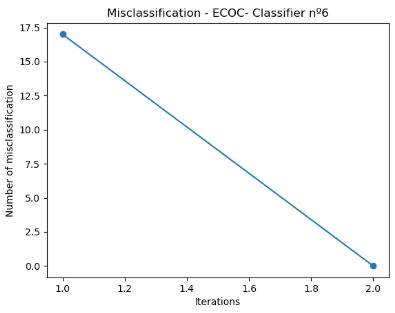 Misclassification - ECOC- Classifier nº6
17.5
15.0
12.5
10.0
7.5
5.0
2.5
0.0
Number of misclassification
1.0 1.2 1.4 1.6 1.8 2.0
Iterations